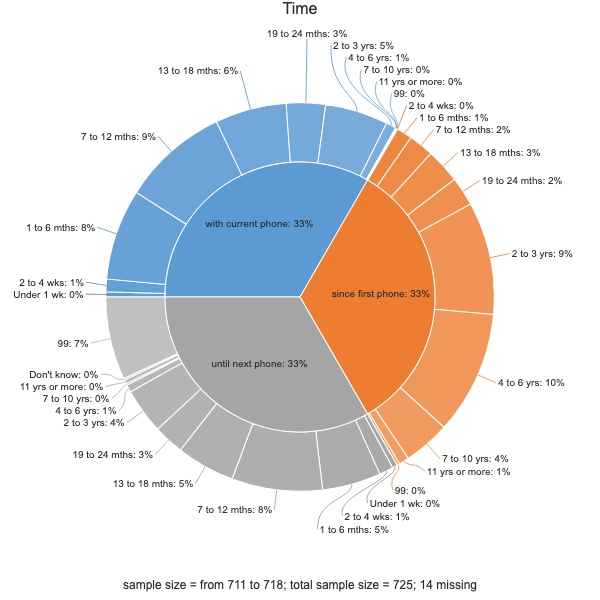 Time
19 to 24 mths: 3%
2 to 3 yrs: 5%
4 to 6 yrs: 1%
7 to 10 yrs: 0%
11 yrs or more: 0%
99: 0%
13 to 18 mths: 6%
7 to 12 mths: 9%
1 to 6 mths: 8%
2 to 4 wks: 1%
Under 1 wk: 0%
with current phone: 33%
2 to 4 wks: 0%
1 to 6 mths: 1%
7 to 12 mths: 2%
13 to 18 mths: 3%
19 to 24 mths: 2%
2 to 3 yrs: 9%
since first phone: 33%
4 to 6 yrs: 10%
7 to 10 yrs: 4%
11 yrs or more: 1%
99: 0%
until next phone: 33%
99: 7%
Don't know: 0%
11 yrs or more: 0%
7 to 10 yrs: 0%
4 to 6 yrs: 1%
2 to 3 yrs: 4%
19 to 24 mths: 3%
13 to 18 mths: 5%
7 to 12 mths: 8%
Under 1 wk: 0%
2 to 4 wks: 1%
1 to 6 mths: 5%
sample size = from 711 to 718; total sample size = 725; 14 missing